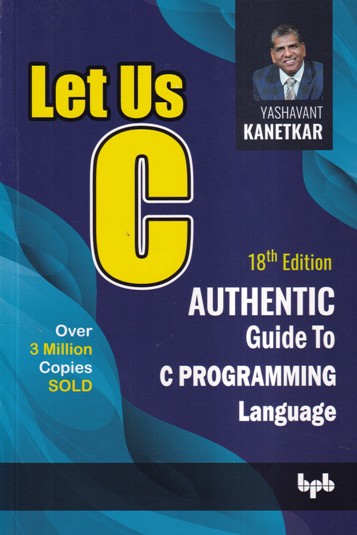 Let Us
C
YASHAVANT
KANETKAR
18th Edition
AUTHENTIC
Guide To
C PROGRAMMING
Language
Over
3 Million
Copies
SOLD
bpb